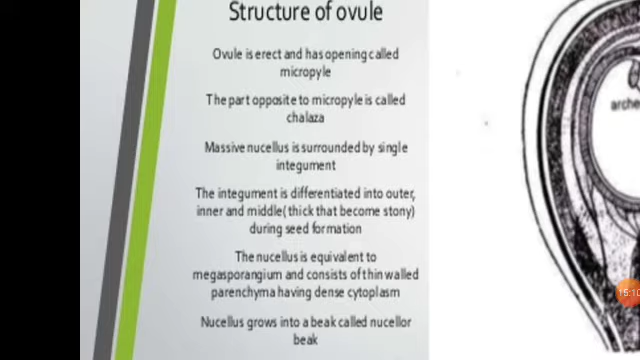 Structure of ovule
Ovule is erect and has opening called
micropyle
The part opposite to micropyle is called
chalaza
Massive nucellus is surrounded by single
integument
The integument is differentiated into outer,
inner and middle( thick that become stony)
during seed formation
The nucellus is equivalent to
megasporangium and consists of thin walled
parenchyma having dense cytoplasm
Nucellus grows into a beak called nucellor
beak
arche
15:10